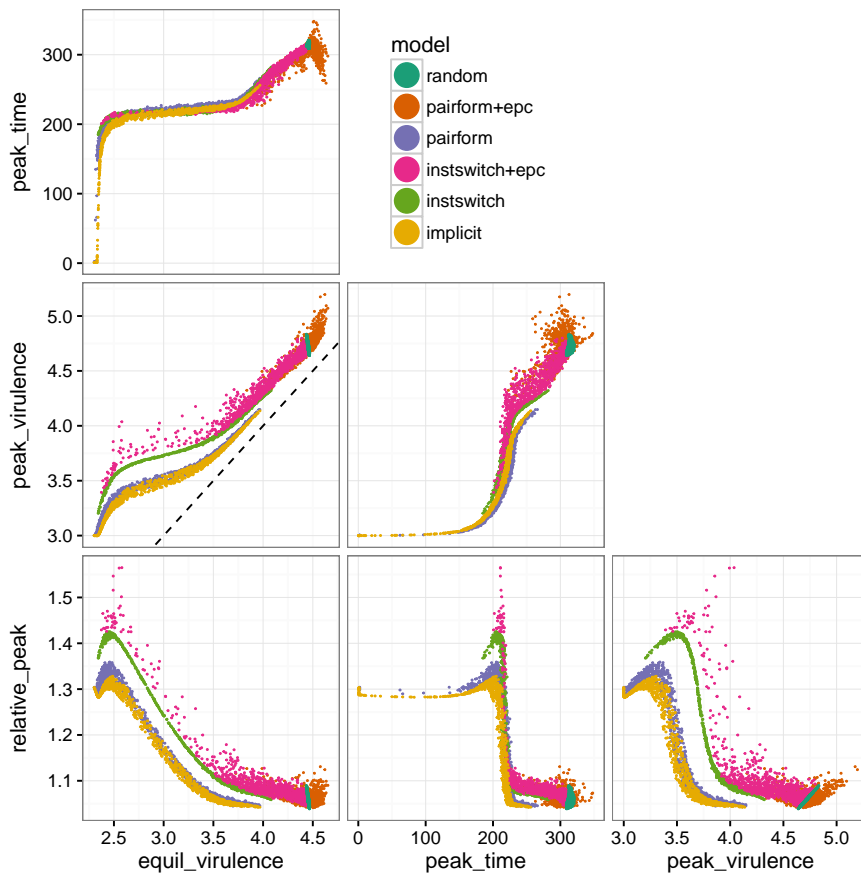 model
random
pairform+epc
pairform
instswitch+epc
instswitch
implicit
peak_time
300
200
100
0
peak_virulence
5.0
4.5
4.0
3.5
3.0
relative_peak
1.5
1.4
1.3
1.2
1.1
2.5 3.0 3.5 4.0 4.5
equil_virulence
0 100 200 300
peak_time
3.0 3.5 4.0 4.5 5.0
peak_virulence